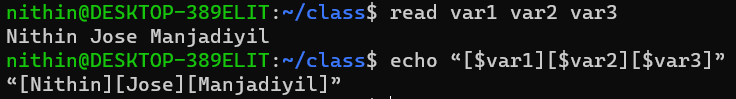 nithin@DESKTOP-389ELIT:~/class$ read var1 var2 var3
Nithin Jose Manjadiyil
nithin@DESKTOP-389ELIT:~/class$ echo “[$var1][$var2][$var3]”
“[Nithin][Jose][Manjadiyil]”